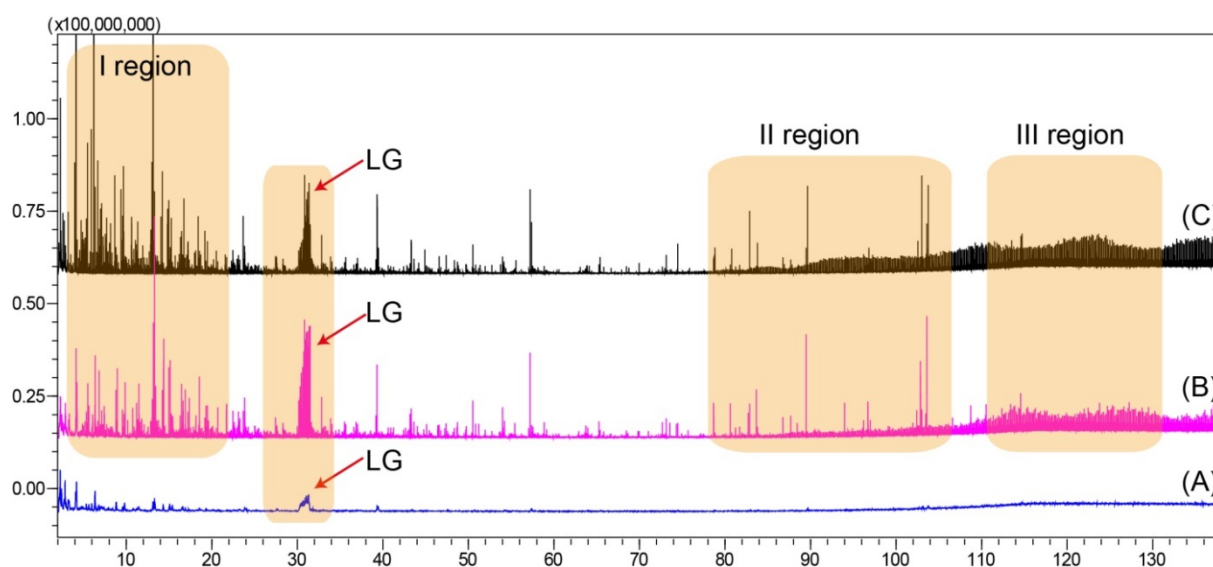 (x100,000,000)
I region
1.00
LG
II region
III region
0.75
(C)
LG
0.50
(B)
0.25
LG
0.00
(A)
10 20 30 40 50 60 70 80 90 100 110 120 130